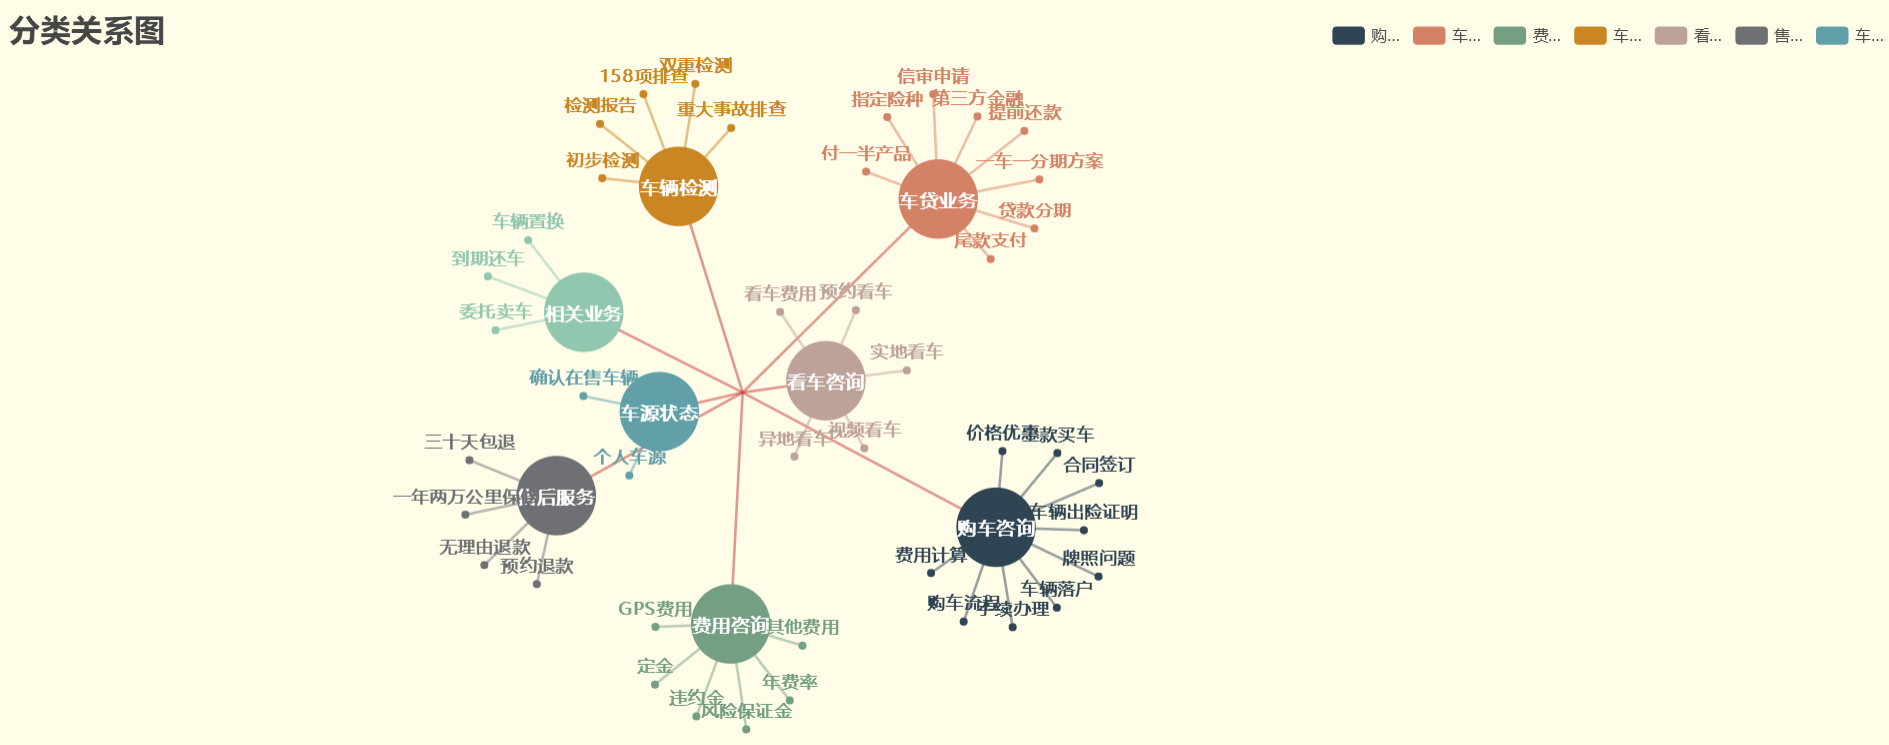 分类关系图
购...
车...
费...
车...
看...
售...
车...
双重检测
158项排查
检测报告
重大事故排查
初步检测
车辆检测
信审申请
指定险种
第三方金融
提前还款
付一半产品
一车一分期方案
车贷业务
贷款分期
尾款支付
车辆置换
到期还车
委托卖车
相关业务
看车费用
预约看车
实地看车
看车咨询
异地看车
视频看车
确认在售车辆
车源状态
个人车源
三十天包退
一年两万公里保
后服务
无理由退款
预约退款
价格优惠
款买车
合同签订
车辆出险证明
购车咨询
费用计算
牌照问题
车辆落户
购车流程
手续办理
GPS费用
费用咨询
其他费用
定金
年费率
违约金
风险保证金